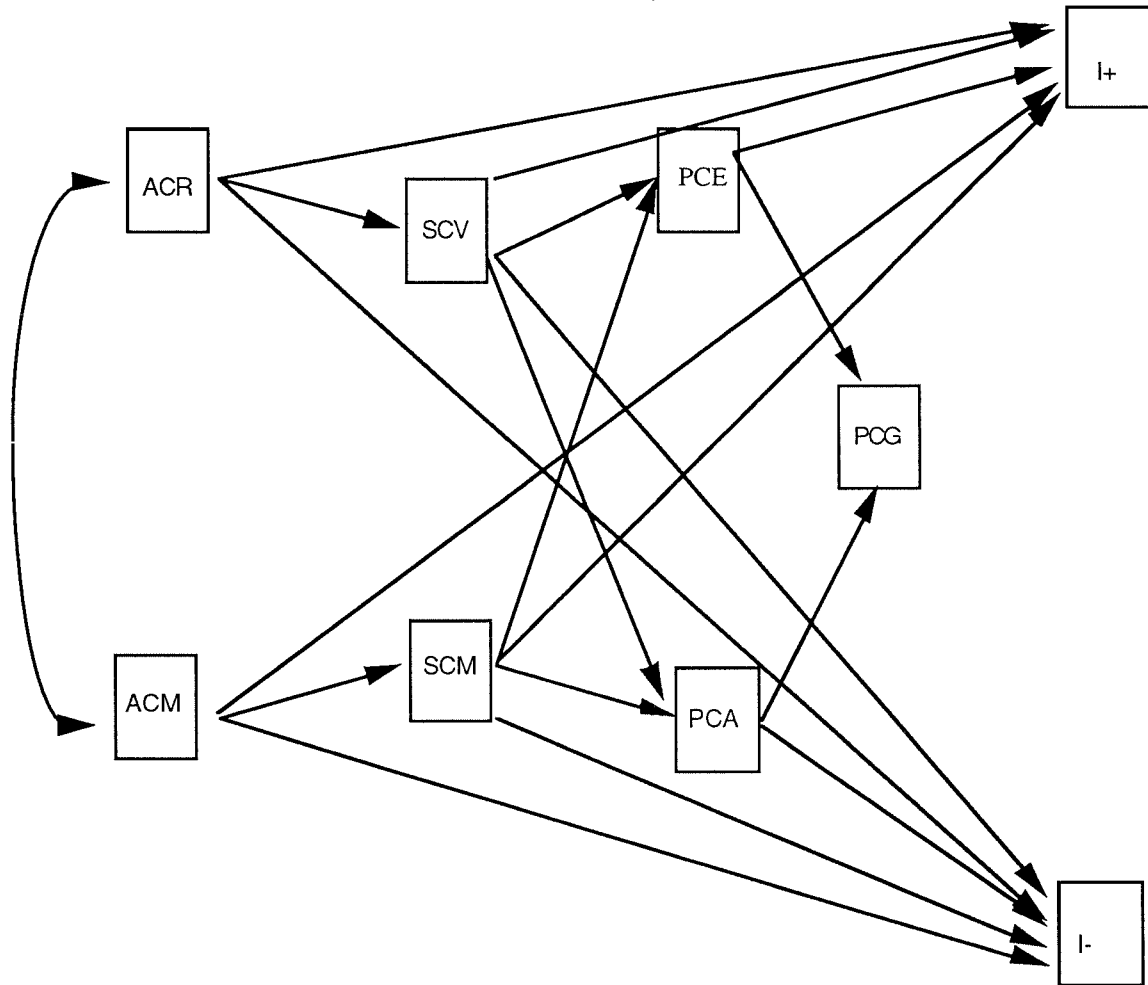 I+
ACR
PCE
SCV
PCG
SCM
ACM
PCA
I-